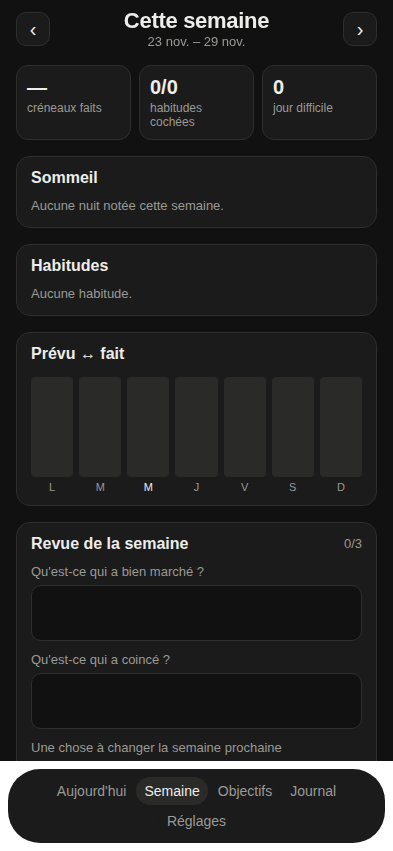 ‹
Cette semaine
›
23 nov. – 29 nov.
—
créneaux faits
0/0
habitudes
cochées
0
jour difficile
Sommeil
Aucune nuit notée cette semaine.
Habitudes
Aucune habitude.
Prévu ↔ fait
L M M J V S D
Revue de la semaine 0/3
Qu'est-ce qui a bien marché ?
Qu'est-ce qui a coincé ?
Une chose à changer la semaine prochaine
Aujourd'hui Semaine Objectifs Journal
Réglages